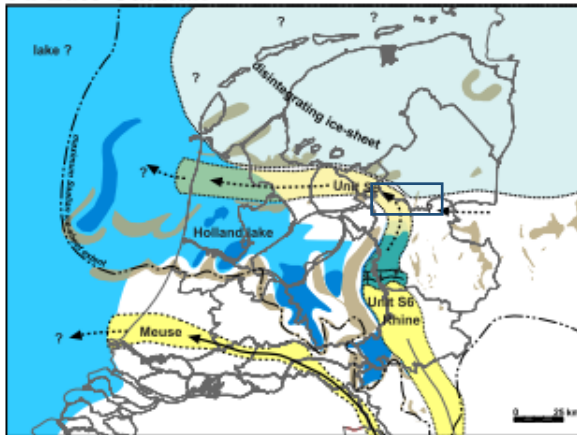 ?
lake ?
?
?
disintegrating ice-sheet
?
Unit S
Holland lake
Unit S6
Rhine
Meuse
?
0 25 km